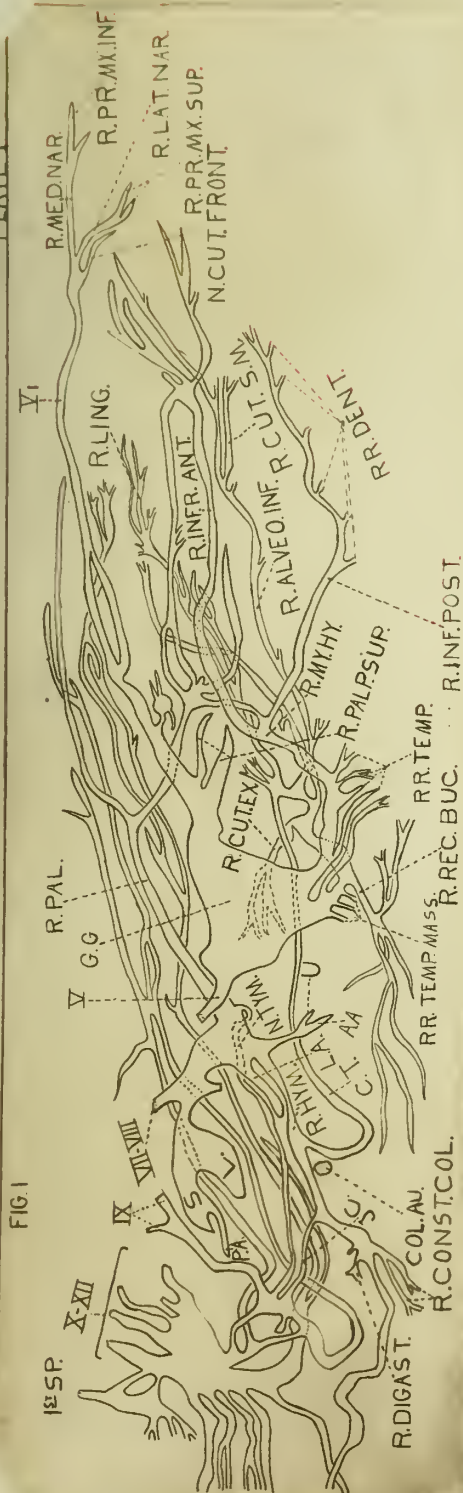 FIG.1
1st SP.
X-XII
IX
VII-VIII
V
G.G
R.PAL.
V1
R.LING.
R.MED.NAR.
R.PR.MX.INF.
R.LAT.NAR.
R.PR.MX.SUP.
N.CUT.FRONT.
R.INFR.ANT.
R.CUT.S.M
R.ALVEO.INF.
RR.DENT.
R.MY.HY.
R.PALP.SUP.
R.INF.POST.
R.CUT.EX
RR.TEMP.
R.REC.BUC.
RR.TEMP.MASS.
N.TYM.
U
A.A
L.A.
C.T.
R.HYM.
L.
S
P.A.
S.U
COL.AU.
R.CONST.COL.
R.DIGAST.